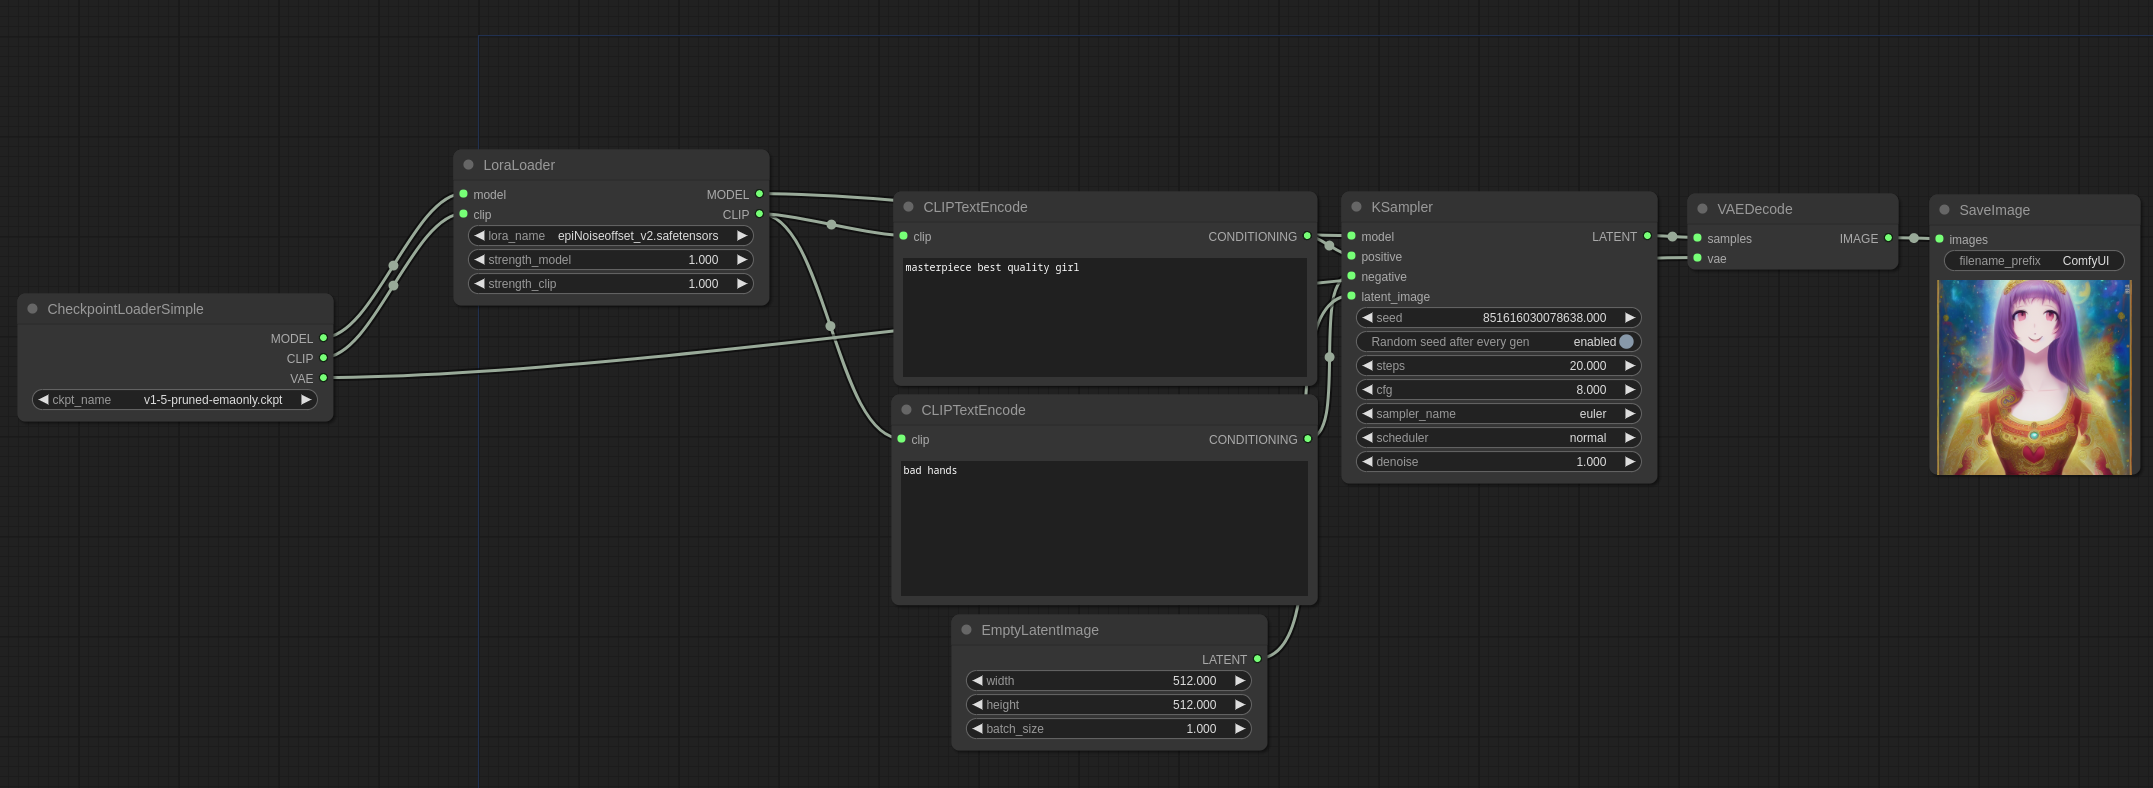 CheckpointLoaderSimple
MODEL
CLIP
VAE
ckpt_name v1-5-pruned-emaonly.ckpt
LoraLoader
model MODEL
clip CLIP
lora_name epiNoiseoffset_v2.safetensors
strength_model 1.000
strength_clip 1.000
CLIPTextEncode
clip CONDITIONING
masterpiece best quality girl
CLIPTextEncode
clip CONDITIONING
bad hands
EmptyLatentImage
LATENT
width 512.000
height 512.000
batch_size 1.000
KSampler
model LATENT
positive
negative
latent_image
seed 851616030078638.000
Random seed after every gen enabled
steps 20.000
cfg 8.000
sampler_name euler
scheduler normal
denoise 1.000
VAEDecode
samples IMAGE
vae
SaveImage
images
filename_prefix ComfyUI